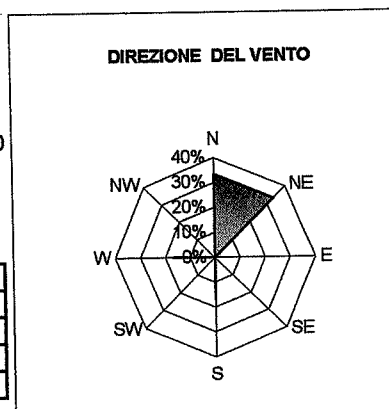 DIREZIONE DEL VENTO
N
40%
NW
30%
NE
20%
10%
W
0%
E
SW
SE
S